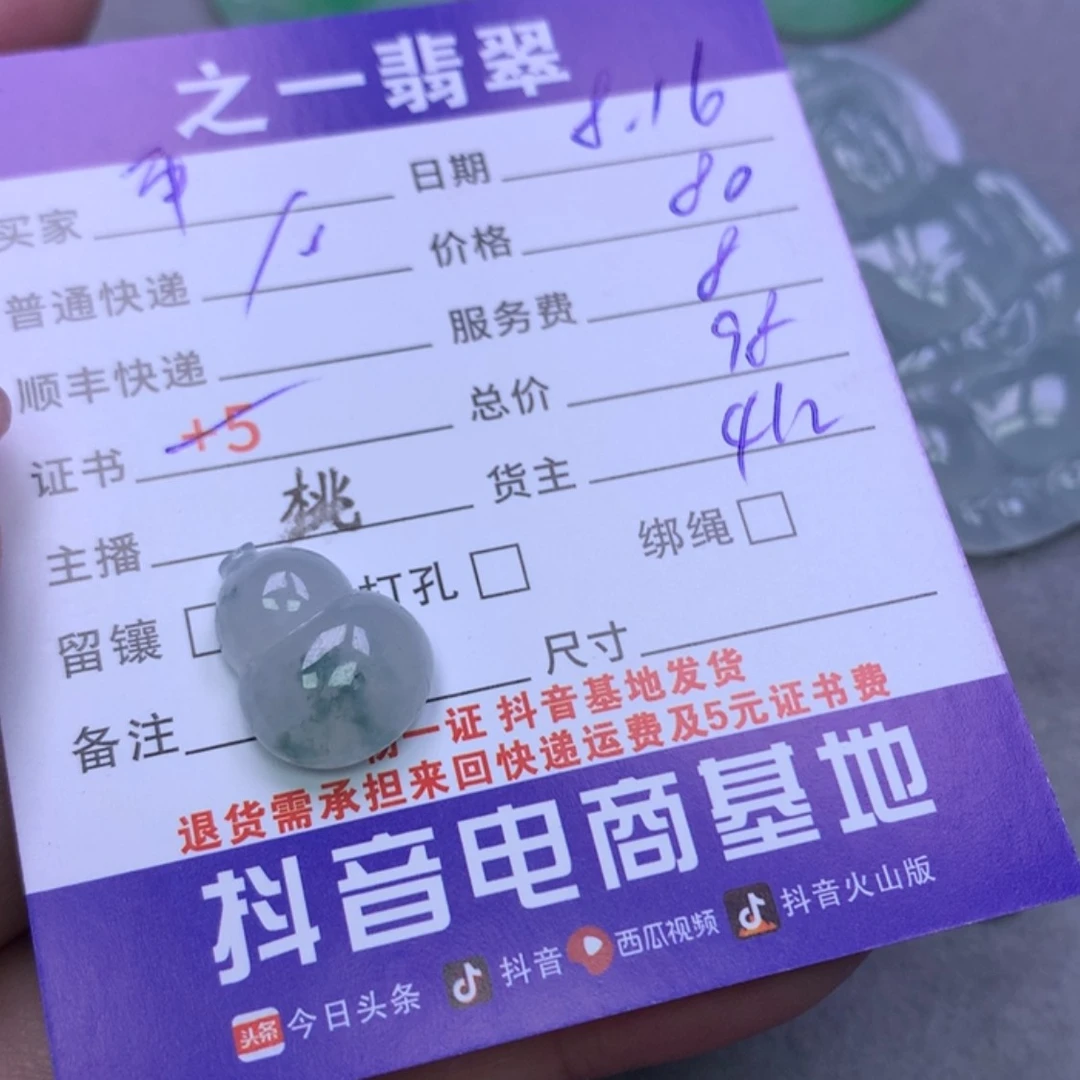 之一翡翠
买家 日期 8.16
普通快递 价格 80
顺丰快递 服务费 8
证书 +5 总价 98
主播 桃 货主 412
留镶 打孔 绑绳
备注 尺寸
一证 抖音基地发货
退货需承担来回快递运费及5元证书费
抖音电商基地
头条 今日头条 抖音 西瓜视频 抖音火山版